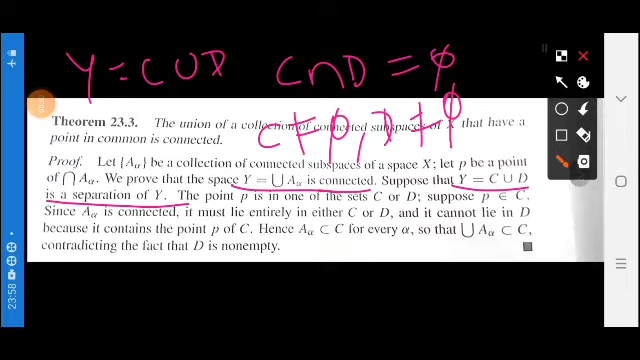 Y = C ∪ D C ∩ D = φ
C ≠ φ, D ≠ φ
Theorem 23.3. The union of a collection of connected subspaces of X that have a
point in common is connected.
Proof. Let {Aα} be a collection of connected subspaces of a space X; let p be a point
of ⋂ Aα. We prove that the space Y = ⋃ Aα is connected. Suppose that Y = C ∪ D
is a separation of Y. The point p is in one of the sets C or D; suppose p ∈ C.
Since Aα is connected, it must lie entirely in either C or D, and it cannot lie in D
because it contains the point p of C. Hence Aα ⊂ C for every α, so that ⋃ Aα ⊂ C,
contradicting the fact that D is nonempty.
23:58